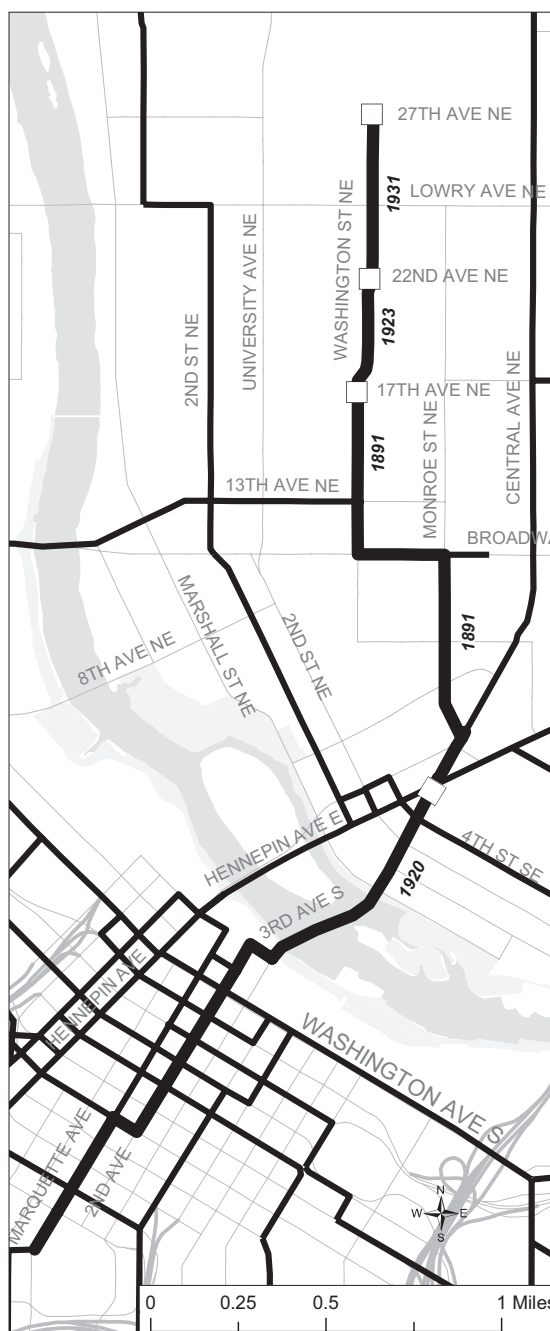 27TH AVE NE
1931
LOWRY AVE NE
WASHINGTON ST NE
UNIVERSITY AVE NE
22ND AVE NE
1923
2ND ST NE
17TH AVE NE
CENTRAL AVE NE
MONROE ST NE
1891
13TH AVE NE
BROADWA
1891
MARSHALL ST NE
2ND ST NE
8TH AVE NE
HENNEPIN AVE E
4TH ST SE
1920
3RD AVE S
HENNEPIN AVE
WASHINGTON AVE S
MARQUETTE AVE
2ND AVE
N
W E
S
0 0.25 0.5 1 Miles